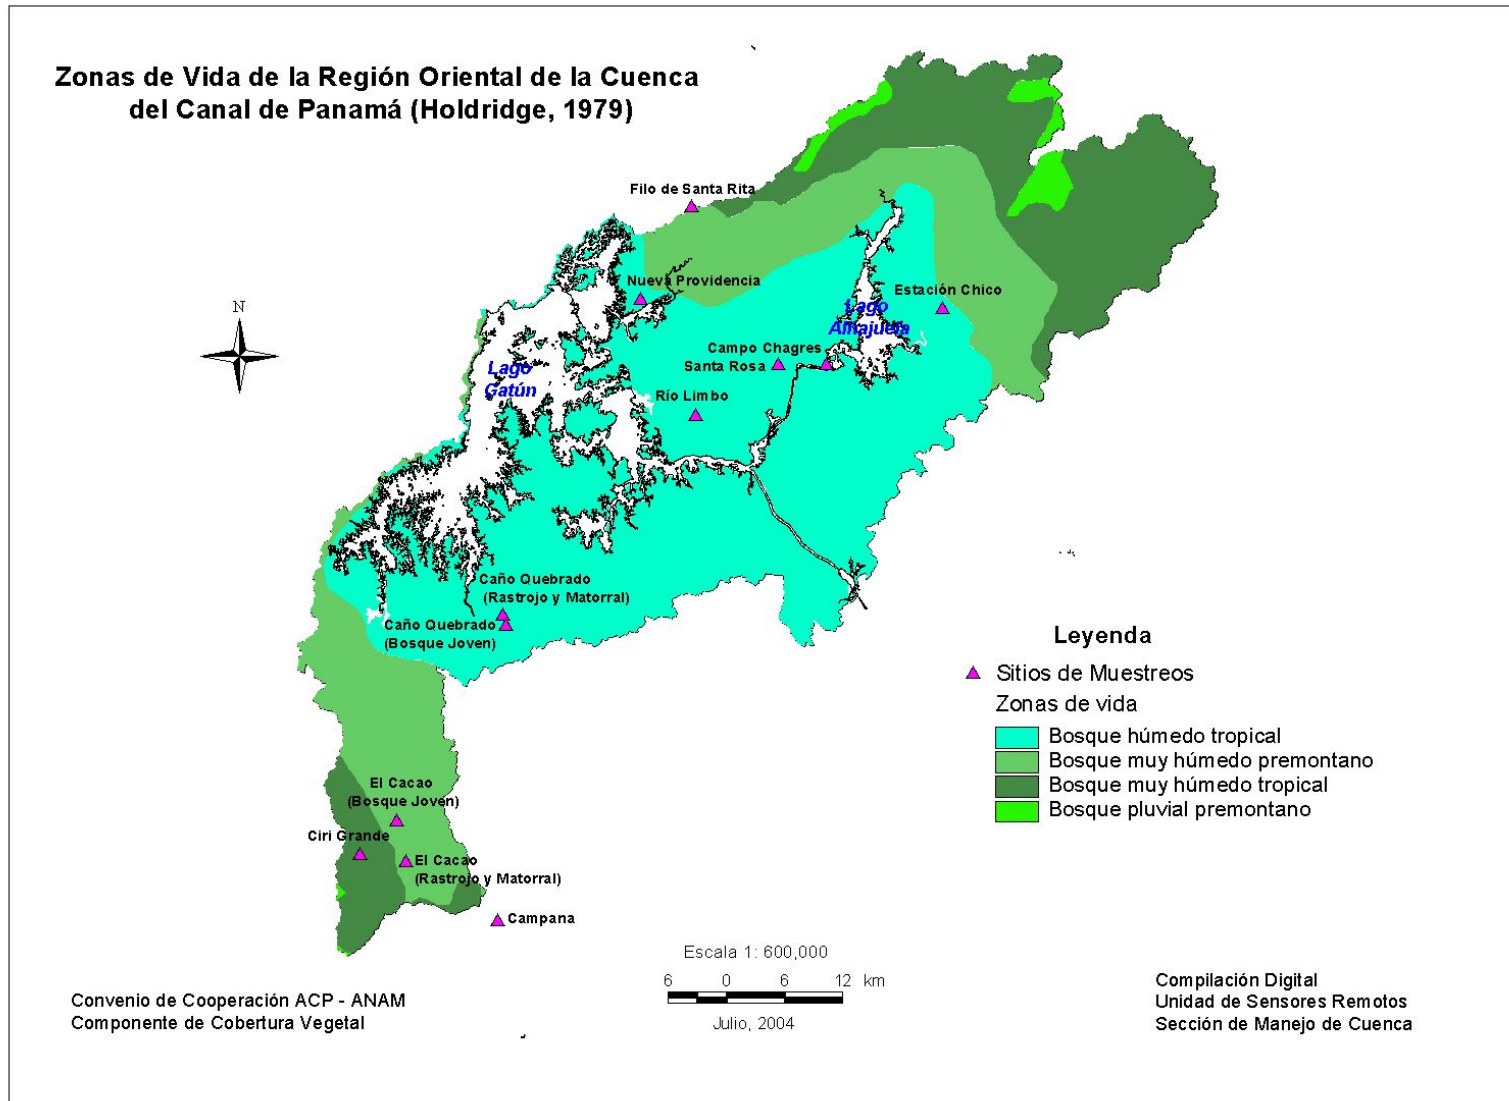 Zonas de Vida de la Región Oriental de la Cuenca
del Canal de Panamá (Holdridge, 1979)
Filo de Santa Rita
N
Nueva Providencia
Estación Chico
Lago
Alhajuela
Campo Chagres
Santa Rosa
Lago
Gatún
Río Limbo
Caño Quebrado
(Rastrojo y Matorral)
Caño Quebrado
(Bosque Joven)
Leyenda
Sitios de Muestreos
Zonas de vida
Bosque húmedo tropical
Bosque muy húmedo premontano
Bosque muy húmedo tropical
Bosque pluvial premontano
El Cacao
(Bosque Joven)
Ciri Grande
El Cacao
(Rastrojo y Matorral)
Campana
Escala 1: 600,000
6 0 6 12 km
Julio, 2004
Convenio de Cooperación ACP - ANAM
Componente de Cobertura Vegetal
Compilación Digital
Unidad de Sensores Remotos
Sección de Manejo de Cuenca